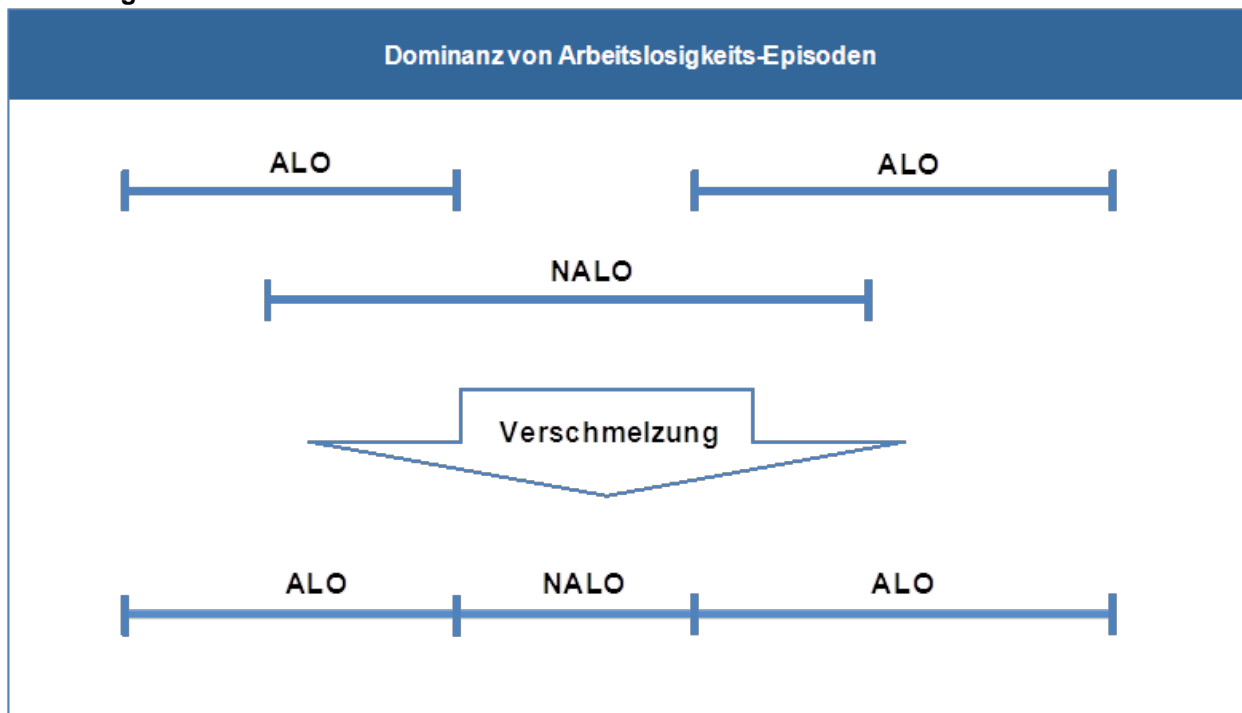 Dominanz von Arbeitslosigkeits-Episoden
ALO ALO
NALO
Verschmelzung
ALO NALO ALO